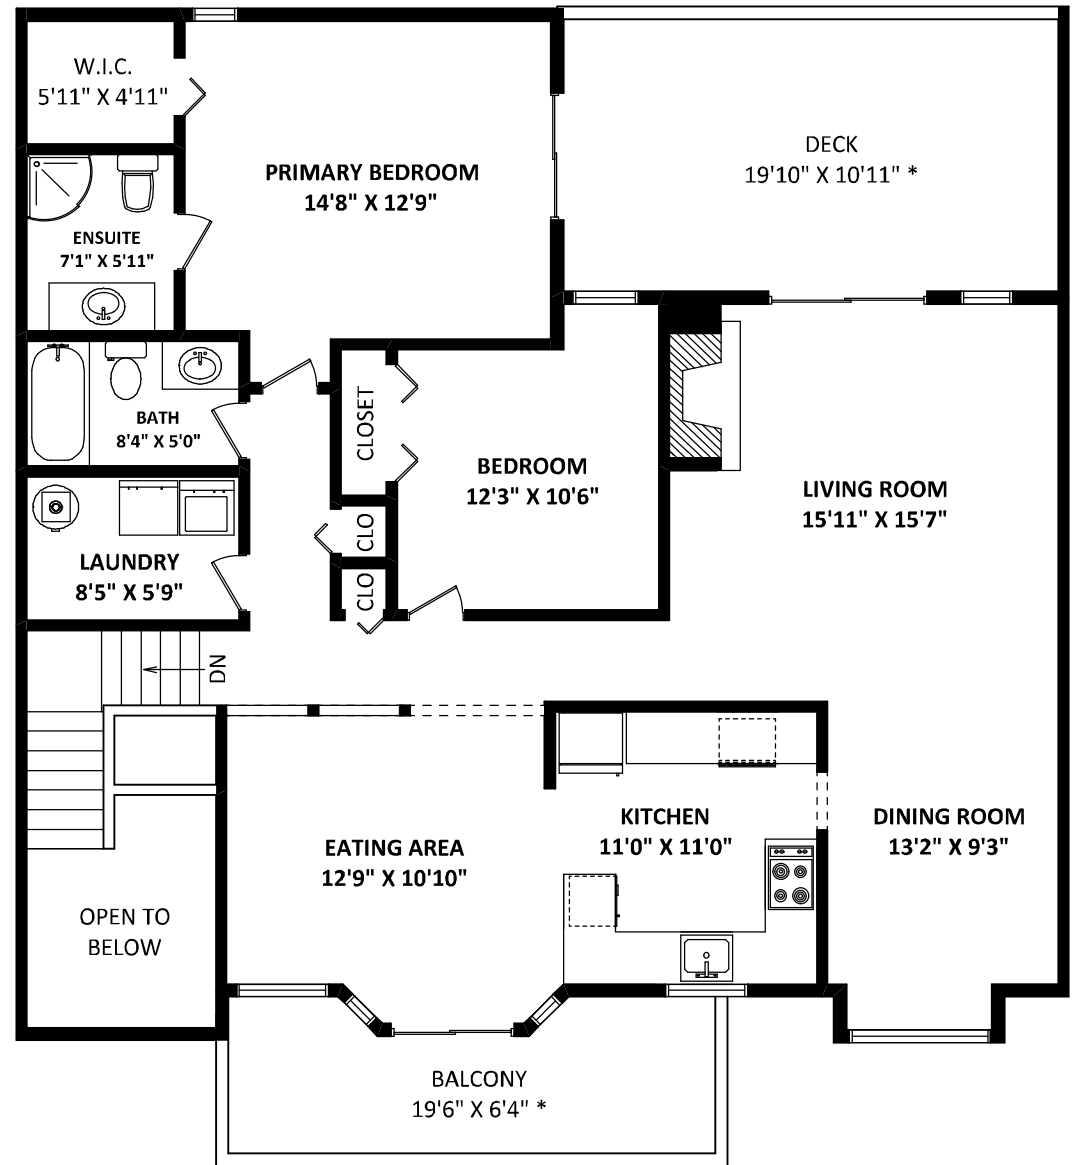 W.I.C.
5'11" X 4'11"
PRIMARY BEDROOM
14'8" X 12'9"
DECK
19'10" X 10'11" *
ENSUITE
7'1" X 5'11"
BATH
8'4" X 5'0"
CLOSET
BEDROOM
12'3" X 10'6"
LIVING ROOM
15'11" X 15'7"
CLO
LAUNDRY
8'5" X 5'9"
CLO
DN
KITCHEN
11'0" X 11'0"
DINING ROOM
13'2" X 9'3"
EATING AREA
12'9" X 10'10"
OPEN TO
BELOW
BALCONY
19'6" X 6'4" *